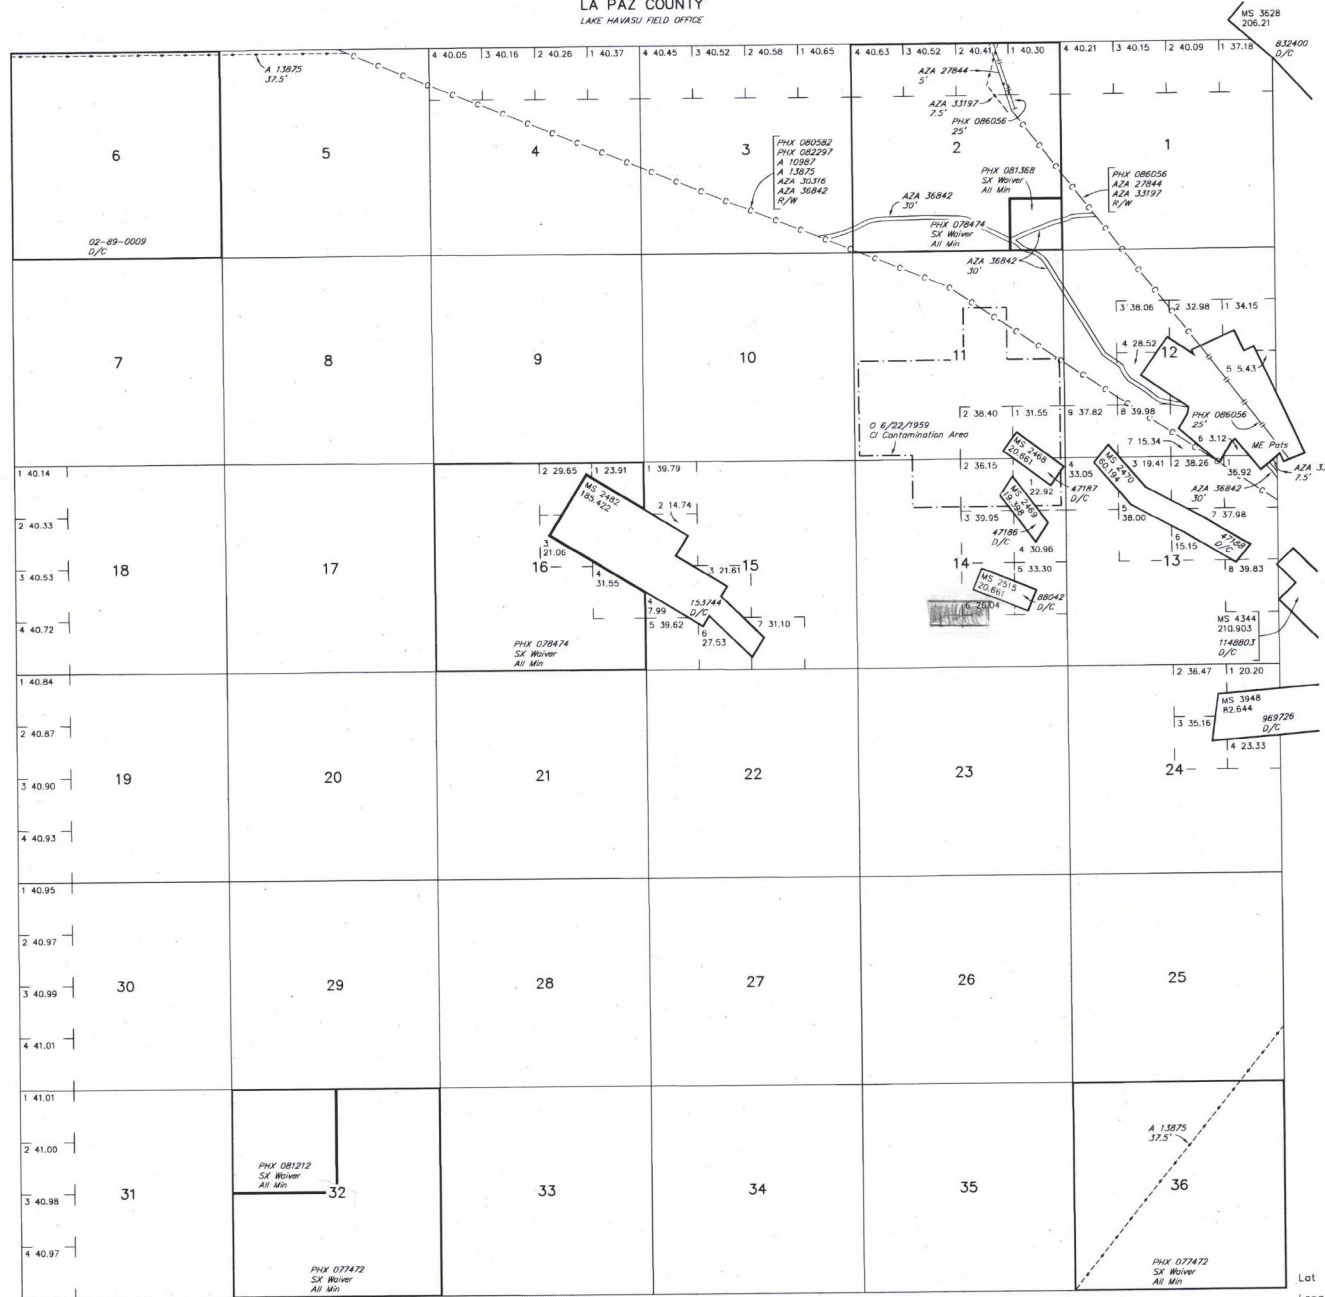 LA PAZ COUNTY
LAKE HAVASU FIELD OFFICE
MS 3628
206.21
832400
D/C
4 40.05 3 40.16 2 40.26 1 40.37 4 40.45 3 40.52 2 40.58 1 40.65 4 40.63 3 40.52 2 40.41 1 40.30 4 40.21 3 40.15 2 40.09 1 37.18
A 13875
37.5'
AZA 27844
5'
AZA 33197
7.5'
PHX 086056
25'
6
5
4
3
2
1
PHX 080582
PHX 082297
A 10987
A 13875
AZA 30316
AZA 36842
R/W
PHX 081368
SX Waiver
All Min
PHX 086056
AZA 27844
AZA 33197
R/W
AZA 36842
30'
PHX 078474
SX Waiver
All Min
02-89-0009
D/C
AZA 36842
30'
3 38.06 2 32.98 1 34.15
4 28.52
7
8
9
10
11
12
5 5.43
2 38.40 1 31.55 9 37.82 8 39.98
PHX 086056
25'
O 6/22/1959
Cl Contamination Area
7 15.34
6 3.12
ME Pats
1 40.14
2 29.65 1 23.91 1 39.79
2 36.15
MS 2468
20.661
4
33.05
MS 2470
60.194
3 19.41 2 38.26 1
36.92
AZA 33
7.5'
MS 2482
185.422
1
22.92
47187
D/C
MS 2469
19.398
AZA 36842
30'
2 14.74
2 40.33
3 39.95
5
38.00
7 37.98
47186
D/C
3
21.06
4 30.96
6
15.15
47188
D/C
3 40.53
18
17
16
4
31.55
3 21.61
15
14
5 33.30
13
8 39.83
MS 2515
20.661
88042
D/C
4
7.99
153744
D/C
6 26.04
4 40.72
5 39.62
6
27.53
7 31.10
MS 4344
210.903
1148803
D/C
PHX 078474
SX Waiver
All Min
1 40.84
2 36.47 1 20.20
MS 3948
82.644
969726
D/C
3 35.16
2 40.87
4 23.33
19
20
21
22
23
24
3 40.90
4 40.93
1 40.95
2 40.97
30
29
28
27
26
25
3 40.99
4 41.01
1 41.01
2 41.00
A 13875
37.5'
PHX 081212
SX Waiver
All Min
31
32
33
34
35
36
3 40.98
4 40.97
PHX 077472
SX Waiver
All Min
PHX 077472
SX Waiver
All Min
Lat